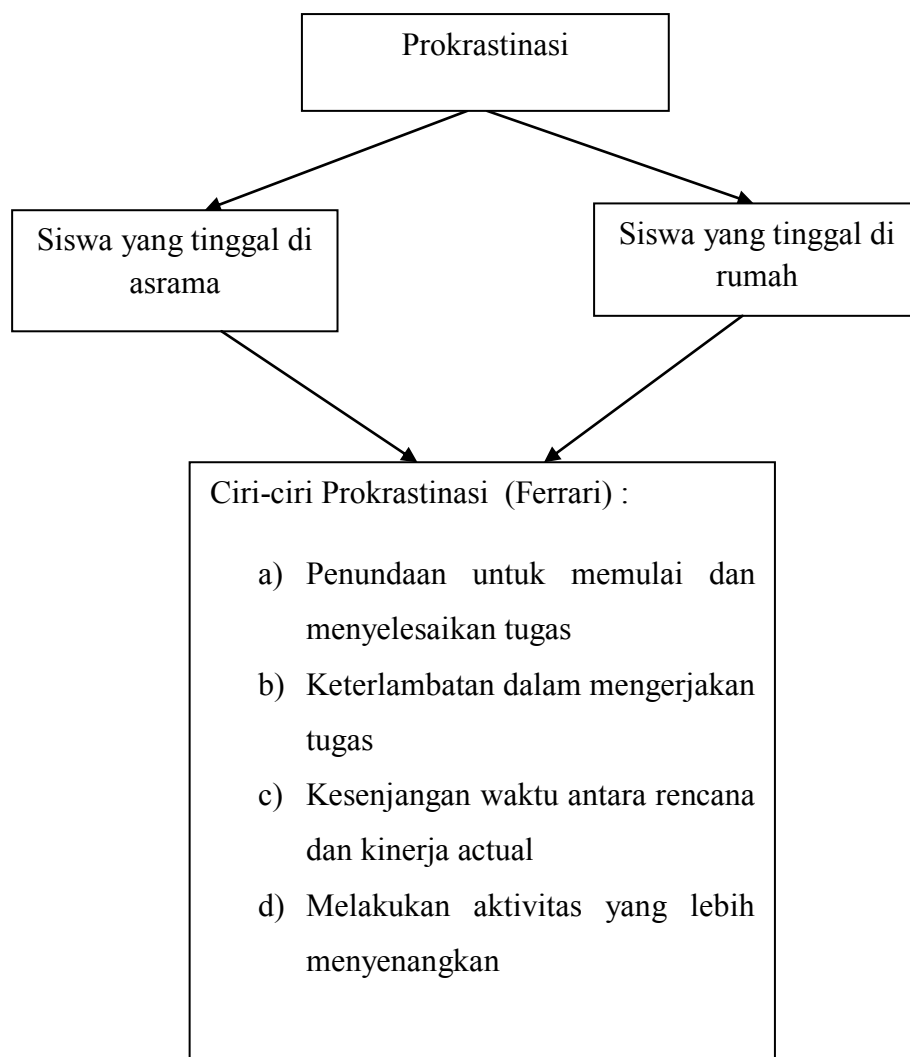 Prokrastinasi
Siswa yang tinggal di
asrama
Siswa yang tinggal di
rumah
Ciri-ciri Prokrastinasi (Ferrari) :
a) Penundaan untuk memulai dan
menyelesaikan tugas
b) Keterlambatan dalam mengerjakan
tugas
c) Kesenjangan waktu antara rencana
dan kinerja actual
d) Melakukan aktivitas yang lebih
menyenangkan